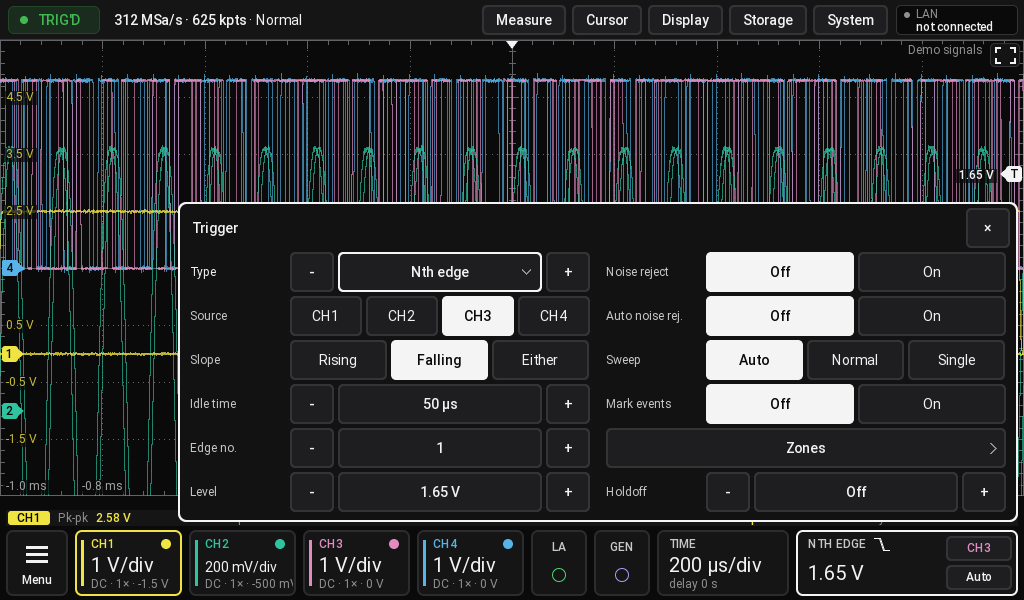 TRIG'D 312 MSa/s · 625 kpts · Normal Measure Cursor Display Storage System LAN
not connected
Demo signals
4.5 V
3.5 V
1.65 V T
2.5 V
Trigger ×
Type - Nth edge + Noise reject Off On
4
Source CH1 CH2 CH3 CH4 Auto noise rej. Off On
0.5 V
1
Slope Rising Falling Either Sweep Auto Normal Single
-0.5 V
Idle time - 50 µs + Mark events Off On
2
-1.5 V
Edge no. - 1 + Zones
-1.0 ms -0.8 ms
Level - 1.65 V + Holdoff - Off +
CH1 Pk-pk 2.58 V
Menu
CH1
1 V/div
DC · 1× · -1.5 V
CH2
200 mV/div
DC · 1× · -500 mV
CH3
1 V/div
DC · 1× · 0 V
CH4
1 V/div
DC · 1× · 0 V
LA
GEN
TIME
200 µs/div
delay 0 s
NTH EDGE
1.65 V
CH3
Auto